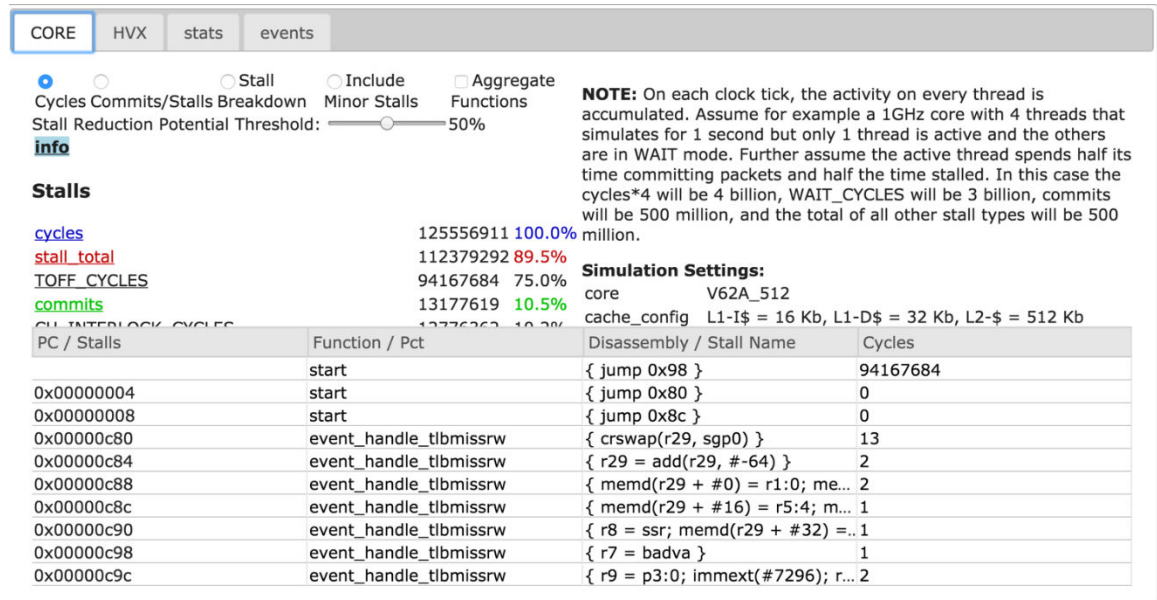 CORE HVX stats events
Stall Include Aggregate
Cycles Commits/Stalls Breakdown Minor Stalls Functions
Stall Reduction Potential Threshold: 50%
info
Stalls
cycles 125556911 100.0%
stall_total 112379292 89.5%
TOFF_CYCLES 94167684 75.0%
commits 13177619 10.5%
CU_INTERLOCK_CYCLES
NOTE: On each clock tick, the activity on every thread is
accumulated. Assume for example a 1GHz core with 4 threads that
simulates for 1 second but only 1 thread is active and the others
are in WAIT mode. Further assume the active thread spends half its
time committing packets and half the time stalled. In this case the
cycles*4 will be 4 billion, WAIT_CYCLES will be 3 billion, commits
will be 500 million, and the total of all other stall types will be 500
million.
Simulation Settings:
core V62A_512
cache_config L1-I$ = 16 Kb, L1-D$ = 32 Kb, L2-$ = 512 Kb
PC / Stalls Function / Pct Disassembly / Stall Name Cycles
start { jump 0x98 } 94167684
0x00000004 start { jump 0x80 } 0
0x00000008 start { jump 0x8c } 0
0x00000c80 event_handle_tlbmissrw { crswap(r29, sgp0) } 13
0x00000c84 event_handle_tlbmissrw { r29 = add(r29, #-64) } 2
0x00000c88 event_handle_tlbmissrw { memd(r29 + #0) = r1:0; me... 2
0x00000c8c event_handle_tlbmissrw { memd(r29 + #16) = r5:4; m... 1
0x00000c90 event_handle_tlbmissrw { r8 = ssr; memd(r29 + #32) =.. 1
0x00000c98 event_handle_tlbmissrw { r7 = badva } 1
0x00000c9c event_handle_tlbmissrw { r9 = p3:0; immext(#7296); r... 2